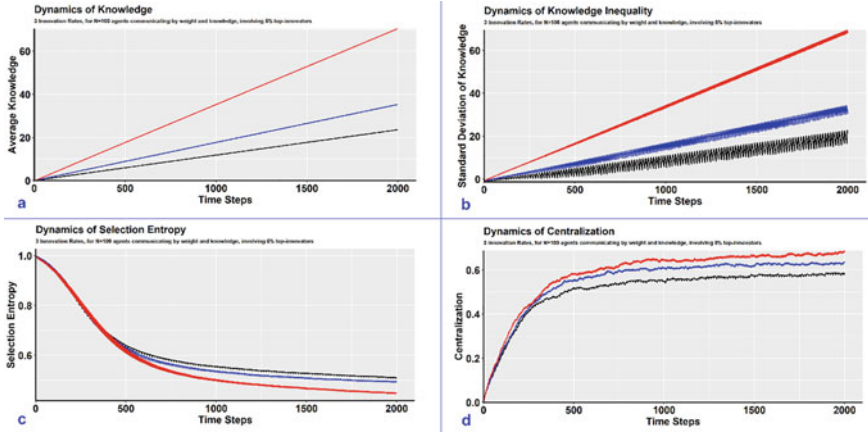 Dynamics of Knowledge
3 Innovation Rates, for N=100 agents communicating by weight and knowledge, involving 5% top-innovators
Average Knowledge
60
40
20
0
0 500 1000 1500 2000
Time Steps
a
Dynamics of Knowledge Inequality
3 Innovation Rates, for N=100 agents communicating by weight and knowledge, involving 5% top-innovators
Standard Deviation of Knowledge
60
40
20
0
0 500 1000 1500 2000
Time Steps
b
Dynamics of Selection Entropy
3 Innovation Rates, for N=100 agents communicating by weight and knowledge, involving 5% top-innovators
Selection Entropy
1.0
0.8
0.6
0 500 1000 1500 2000
Time Steps
c
Dynamics of Centralization
3 Innovation Rates, for N=100 agents communicating by weight and knowledge, involving 5% top-innovators
Centralization
0.6
0.4
0.2
0.0
0 500 1000 1500 2000
Time Steps
d